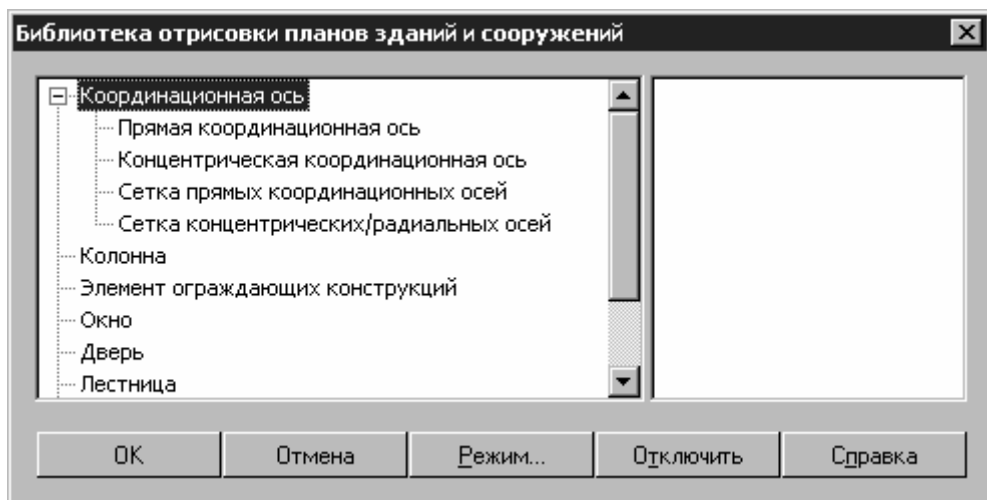 Библиотека отрисовки планов зданий и сооружений
Координационная ось
Прямая координационная ось
Концентрическая координационная ось
Сетка прямых координационных осей
Сетка концентрических/радиальных осей
Колонна
Элемент ограждающих конструкций
Окно
Дверь
Лестница
OK
Отмена
Режим...
Отключить
Справка